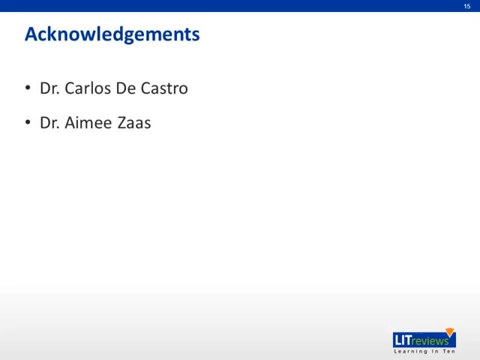 15
Acknowledgements
• Dr. Carlos De Castro
• Dr. Aimee Zaas
LITreviews
Learning in Ten